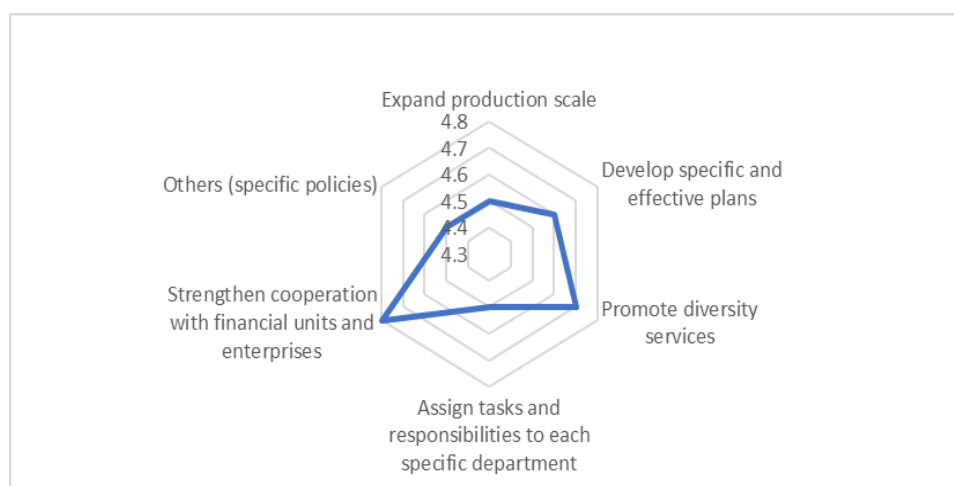 Expand production scale
4.8
4.7
4.6
4.5
4.4
4.3
Develop specific and
effective plans
Promote diversity
services
Assign tasks and
responsibilities to each
specific department
Strengthen cooperation
with financial units and
enterprises
Others (specific policies)